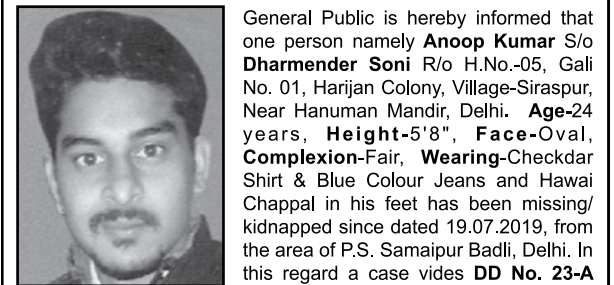 General Public is hereby informed that
one person namely Anoop Kumar S/o
Dharmender Soni R/o H.No.-05, Gali
No. 01, Harijan Colony, Village-Siraspur,
Near Hanuman Mandir, Delhi. Age-24
years, Height-5'8", Face-Oval,
Complexion-Fair, Wearing-Checkdar
Shirt & Blue Colour Jeans and Hawai
Chappal in his feet has been missing/
kidnapped since dated 19.07.2019, from
the area of P.S. Samaipur Badli, Delhi. In
this regard a case vides DD No. 23-A